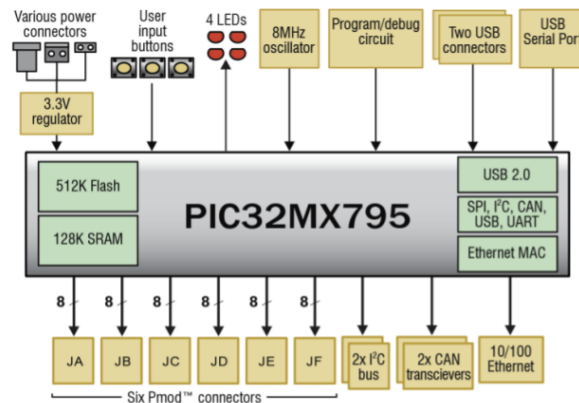 Various power
connectors
User
input
buttons
4 LEDs
8MHz
oscillator
Program/debug
circuit
Two USB
connectors
USB
Serial Port
3.3V
regulator
512K Flash
128K SRAM
PIC32MX795
USB 2.0
SPI, I²C, CAN,
USB, UART
Ethernet MAC
8
8
8
8
8
8
JA
JB
JC
JD
JE
JF
2x I²C
bus
2x CAN
transcievers
10/100
Ethernet
Six Pmod™ connectors